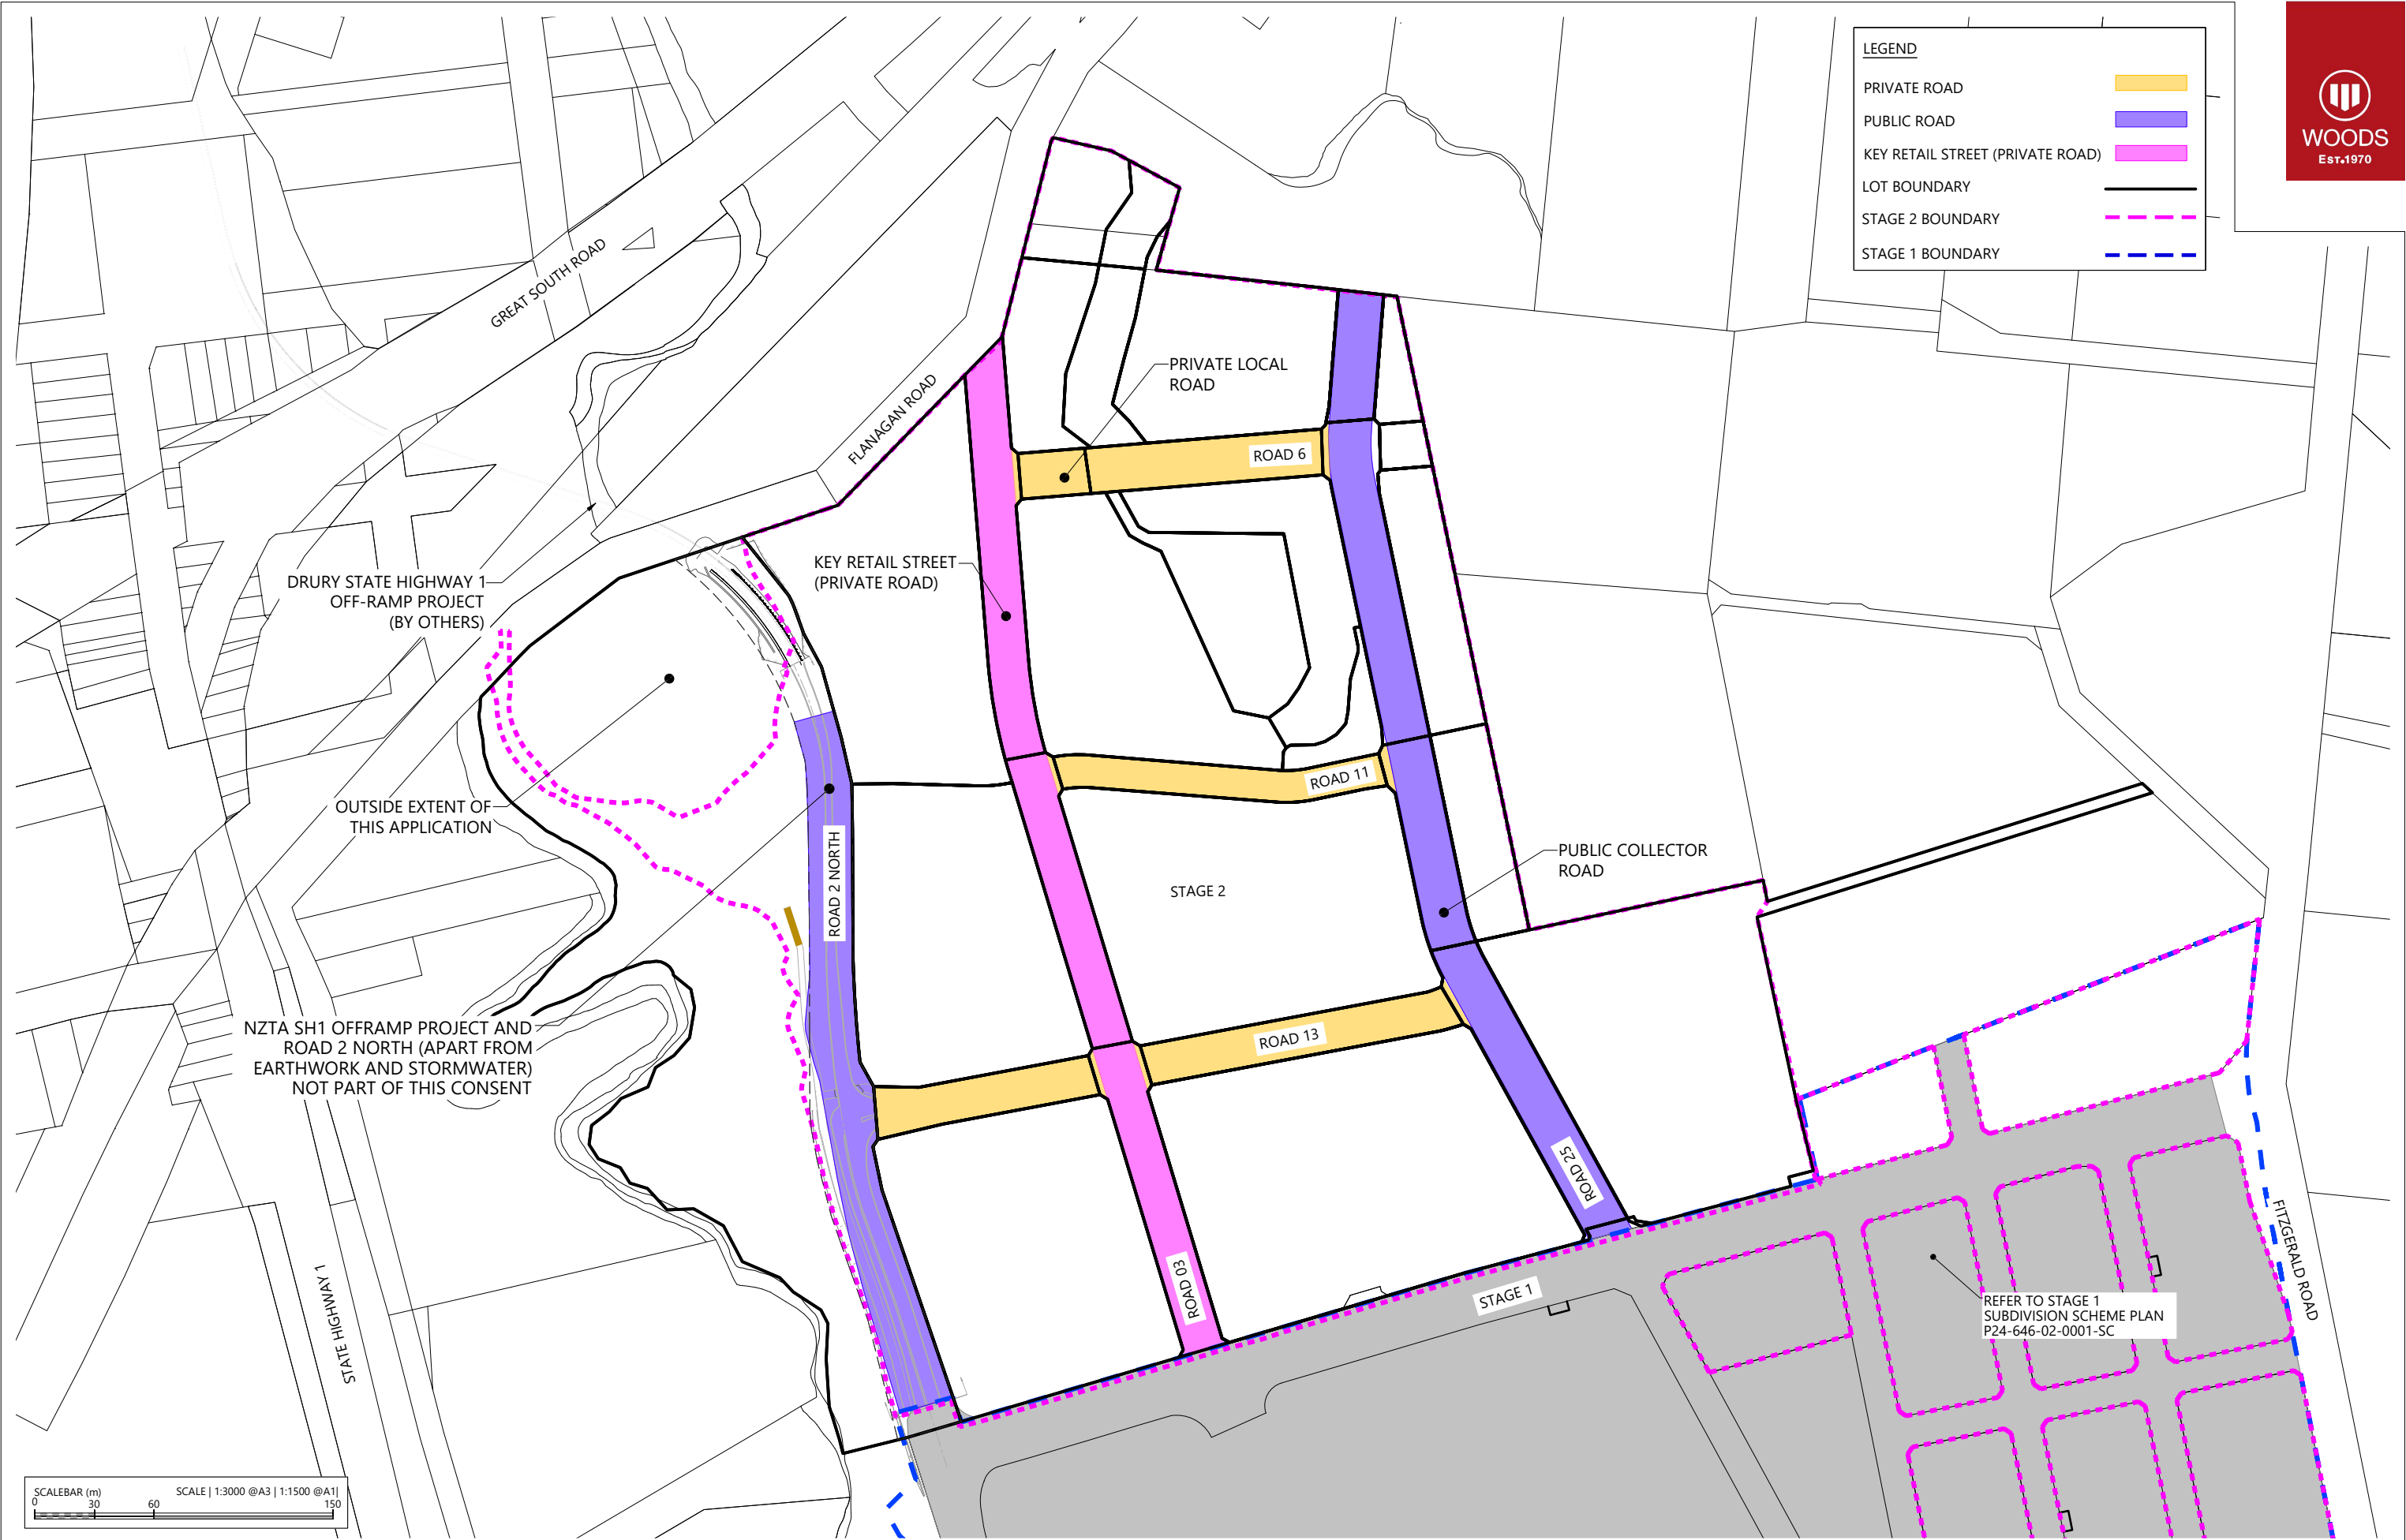 LEGEND
PRIVATE ROAD
PUBLIC ROAD
KEY RETAIL STREET (PRIVATE ROAD)
LOT BOUNDARY
STAGE 2 BOUNDARY
STAGE 1 BOUNDARY
WOODS
EST.1970
GREAT SOUTH ROAD
FLANAGAN ROAD
PRIVATE LOCAL
ROAD
ROAD 6
KEY RETAIL STREET
(PRIVATE ROAD)
DRURY STATE HIGHWAY 1
OFF-RAMP PROJECT
(BY OTHERS)
ROAD 11
OUTSIDE EXTENT OF
THIS APPLICATION
ROAD 2 NORTH
PUBLIC COLLECTOR
ROAD
STAGE 2
NZTA SH1 OFFRAMP PROJECT AND
ROAD 2 NORTH (APART FROM
EARTHWORK AND STORMWATER)
NOT PART OF THIS CONSENT
ROAD 13
ROAD 25
ROAD 03
STAGE 1
STATE HIGHWAY 1
FITZGERALD ROAD
REFER TO STAGE 1
SUBDIVISION SCHEME PLAN
P24-646-02-0001-SC
SCALEBAR (m)
SCALE | 1:3000 @A3 | 1:1500 @A1|
0 30 60 150